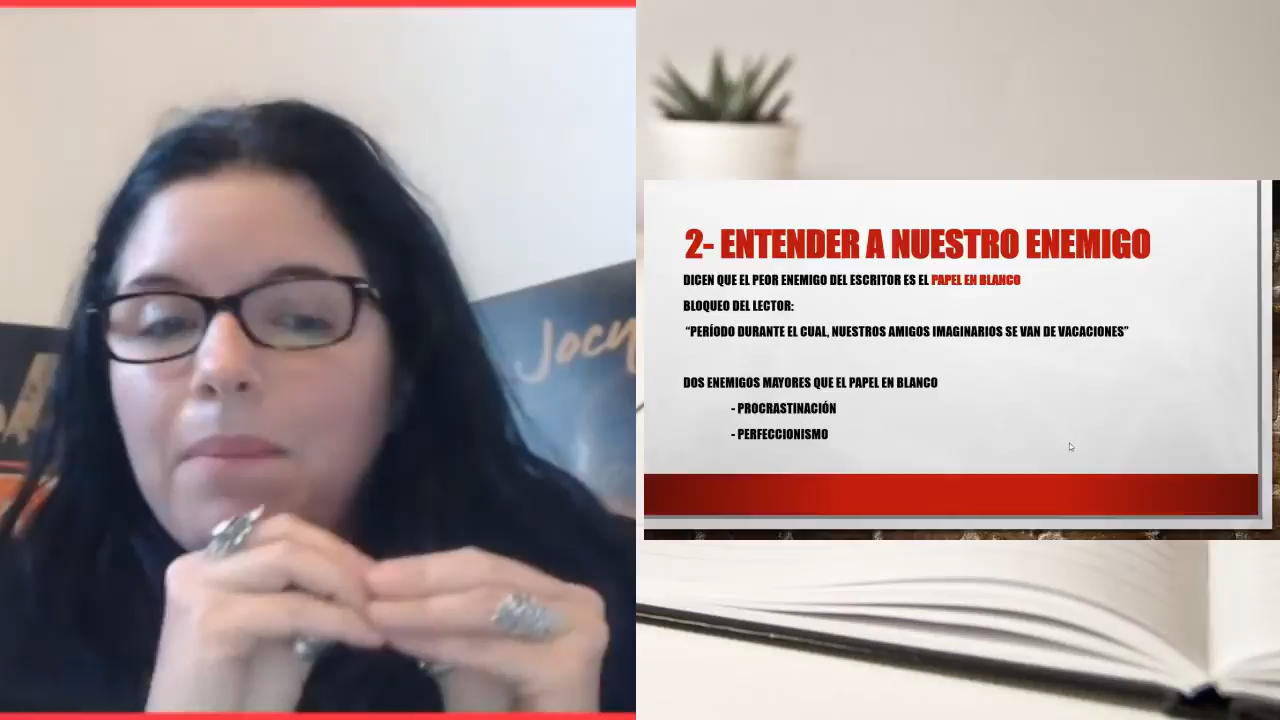 Jocy
2- ENTENDER A NUESTRO ENEMIGO
DICEN QUE EL PEOR ENEMIGO DEL ESCRITOR ES EL PAPEL EN BLANCO
BLOQUEO DEL LECTOR:
“PERÍODO DURANTE EL CUAL, NUESTROS AMIGOS IMAGINARIOS SE VAN DE VACACIONES”
DOS ENEMIGOS MAYORES QUE EL PAPEL EN BLANCO
- PROCRASTINACIÓN
- PERFECCIONISMO